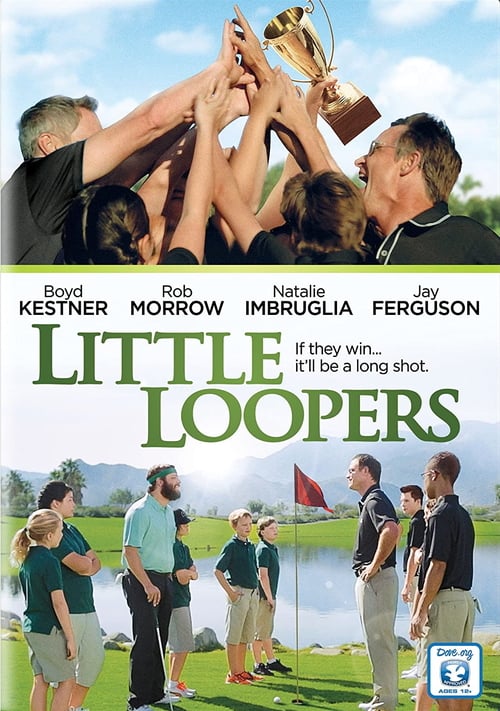 Boyd Rob Natalie Jay
KESTNER MORROW IMBRUGLIA FERGUSON
LITTLE
If they win...
it'll be a long shot.
LOOPERS
Dove.org
AGES 12+